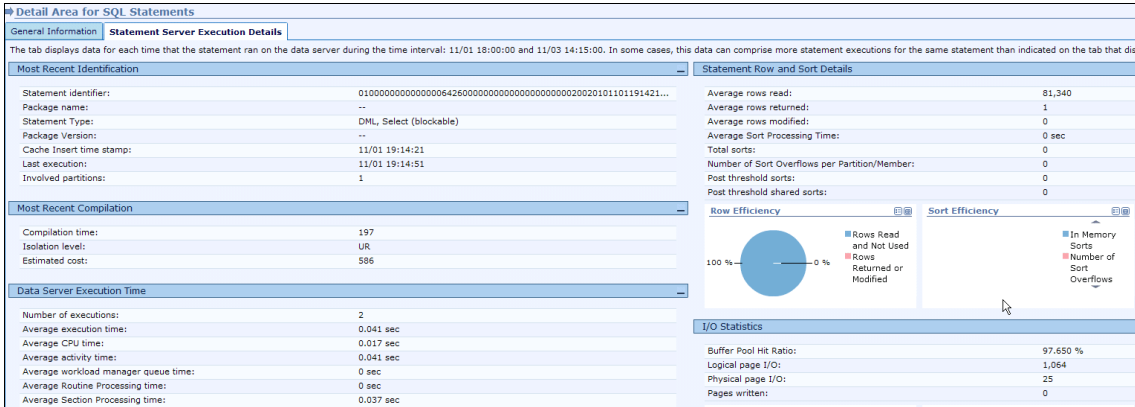 Detail Area for SQL Statements
General Information Statement Server Execution Details
The tab displays data for each time that the statement ran on the data server during the time interval: 11/01 18:00:00 and 11/03 14:15:00. In some cases, this data can comprise more statement executions for the same statement than indicated on the tab that dis
Most Recent Identification
Statement identifier:
Package name: --
Statement Type: DML, Select (blockable)
Package Version: --
Cache Insert time stamp: 11/01 19:14:21
Last execution: 11/01 19:14:51
Involved partitions: 1
Most Recent Compilation
Compilation time: 197
Isolation level: UR
Estimated cost: 586
Data Server Execution Time
Number of executions: 2
Average execution time: 0.041 sec
Average CPU time: 0.017 sec
Average activity time: 0.041 sec
Average workload manager queue time: 0 sec
Average Routine Processing time: 0 sec
Average Section Processing time: 0.037 sec
Statement Row and Sort Details
Average rows read: 81,340
Average rows returned: 1
Average rows modified: 0
Average Sort Processing Time: 0 sec
Total sorts: 0
Number of Sort Overflows per Partition/Member: 0
Post threshold sorts: 0
Post threshold shared sorts: 0
Row Efficiency
100 % 0 %
Rows Read
and Not Used
Rows
Returned or
Modified
Sort Efficiency
In Memory
Sorts
Number of
Sort
Overflows
I/O Statistics
Buffer Pool Hit Ratio: 97.650 %
Logical page I/O: 1,064
Physical page I/O: 25
Pages written: 0